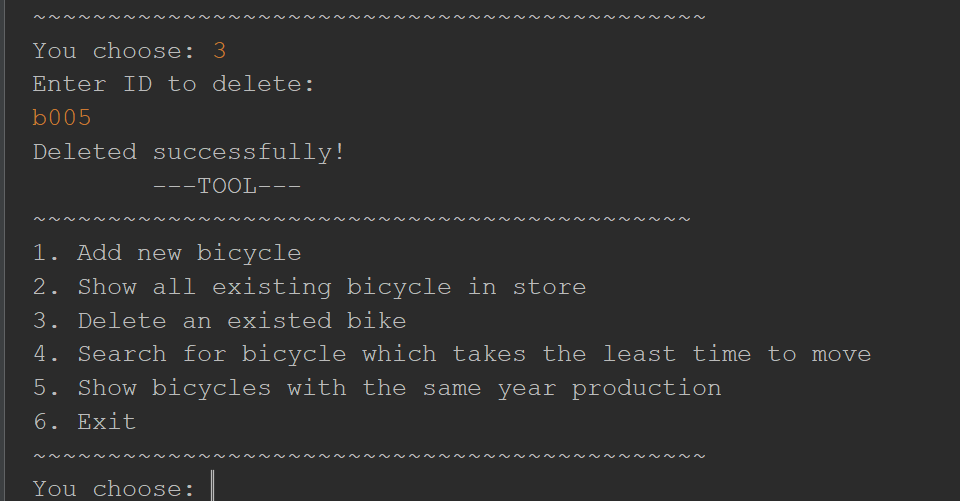 ~~~~~~~~~~~~~~~~~~~~~~~~~~~~~~~~~~~~~~~~~~~~~
You choose: 3
Enter ID to delete:
b005
Deleted successfully!
        ---TOOL---
~~~~~~~~~~~~~~~~~~~~~~~~~~~~~~~~~~~~~~~~~~~~
1. Add new bicycle
2. Show all existing bicycle in store
3. Delete an existed bike
4. Search for bicycle which takes the least time to move
5. Show bicycles with the same year production
6. Exit
~~~~~~~~~~~~~~~~~~~~~~~~~~~~~~~~~~~~~~~~~~~~~
You choose: